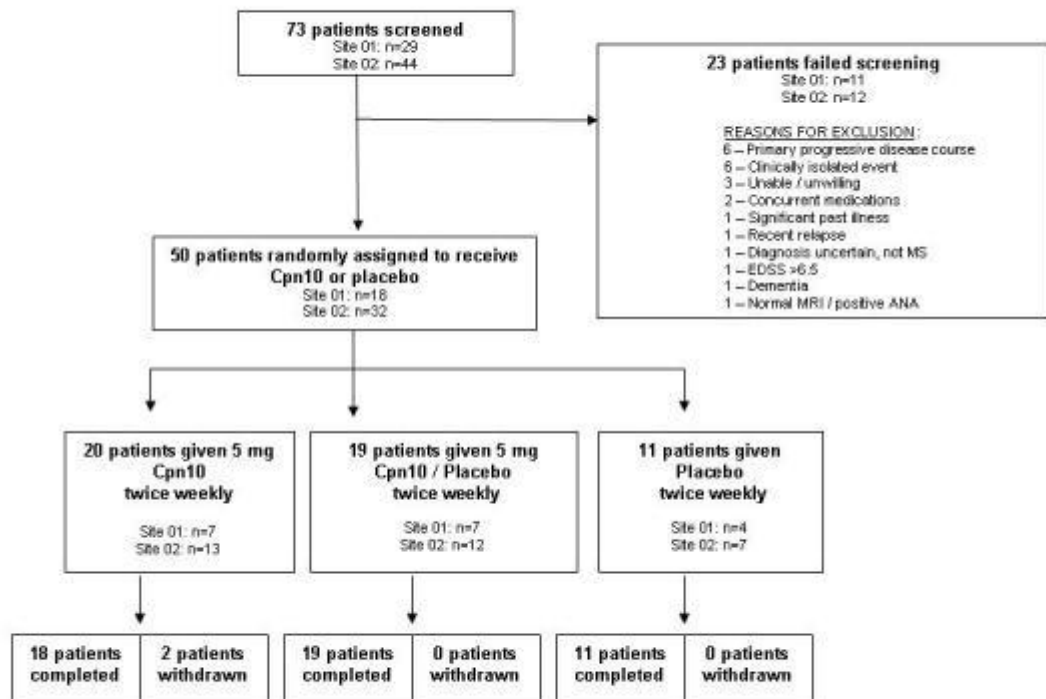 73 patients screened
Site 01: n=29
Site 02: n=44
23 patients failed screening
Site 01: n=11
Site 02: n=12
REASONS FOR EXCLUSION:
6 – Primary progressive disease course
6 – Clinically isolated event
3 – Unable / unwilling
2 – Concurrent medications
1 – Significant past illness
1 – Recent relapse
1 – Diagnosis uncertain, not MS
1 – EDSS >6.5
1 – Dementia
1 – Normal MRI / positive ANA
50 patients randomly assigned to receive
Cpn10 or placebo
Site 01: n=18
Site 02: n=32
20 patients given 5 mg
Cpn10
twice weekly
Site 01: n=7
Site 02: n=13
19 patients given 5 mg
Cpn10 / Placebo
twice weekly
Site 01: n=7
Site 02: n=12
11 patients given
Placebo
twice weekly
Site 01: n=4
Site 02: n=7
18 patients
completed
2 patients
withdrawn
19 patients
completed
0 patients
withdrawn
11 patients
completed
0 patients
withdrawn